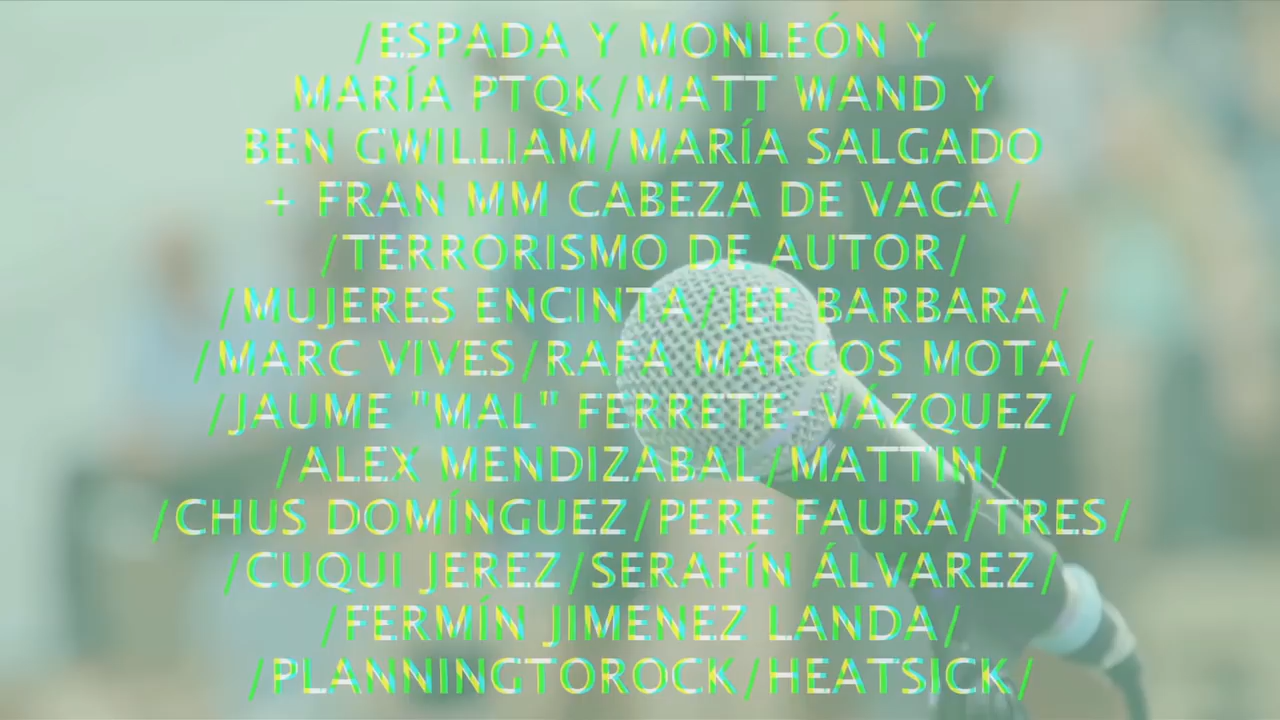 /ESPADA Y MONLEÓN Y
MARÍA PTQK/MATT WAND Y
BEN GWILLIAM/MARÍA SALGADO
+ FRAN MM CABEZA DE VACA/
/TERRORISMO DE AUTOR/
/MUJERES ENCINTA/JEF BARBARA/
/MARC VIVES/RAFA MARCOS MOTA/
/JAUME "MAL" FERRETE-VÁZQUEZ/
/ALEX MENDIZABAL/MATTIN/
/CHUS DOMÍNGUEZ/PERE FAURA/TRES/
/CUQUI JEREZ/SERAFÍN ÁLVAREZ/
/FERMÍN JIMENEZ LANDA/
/PLANNINGTOROCK/HEATSICK/